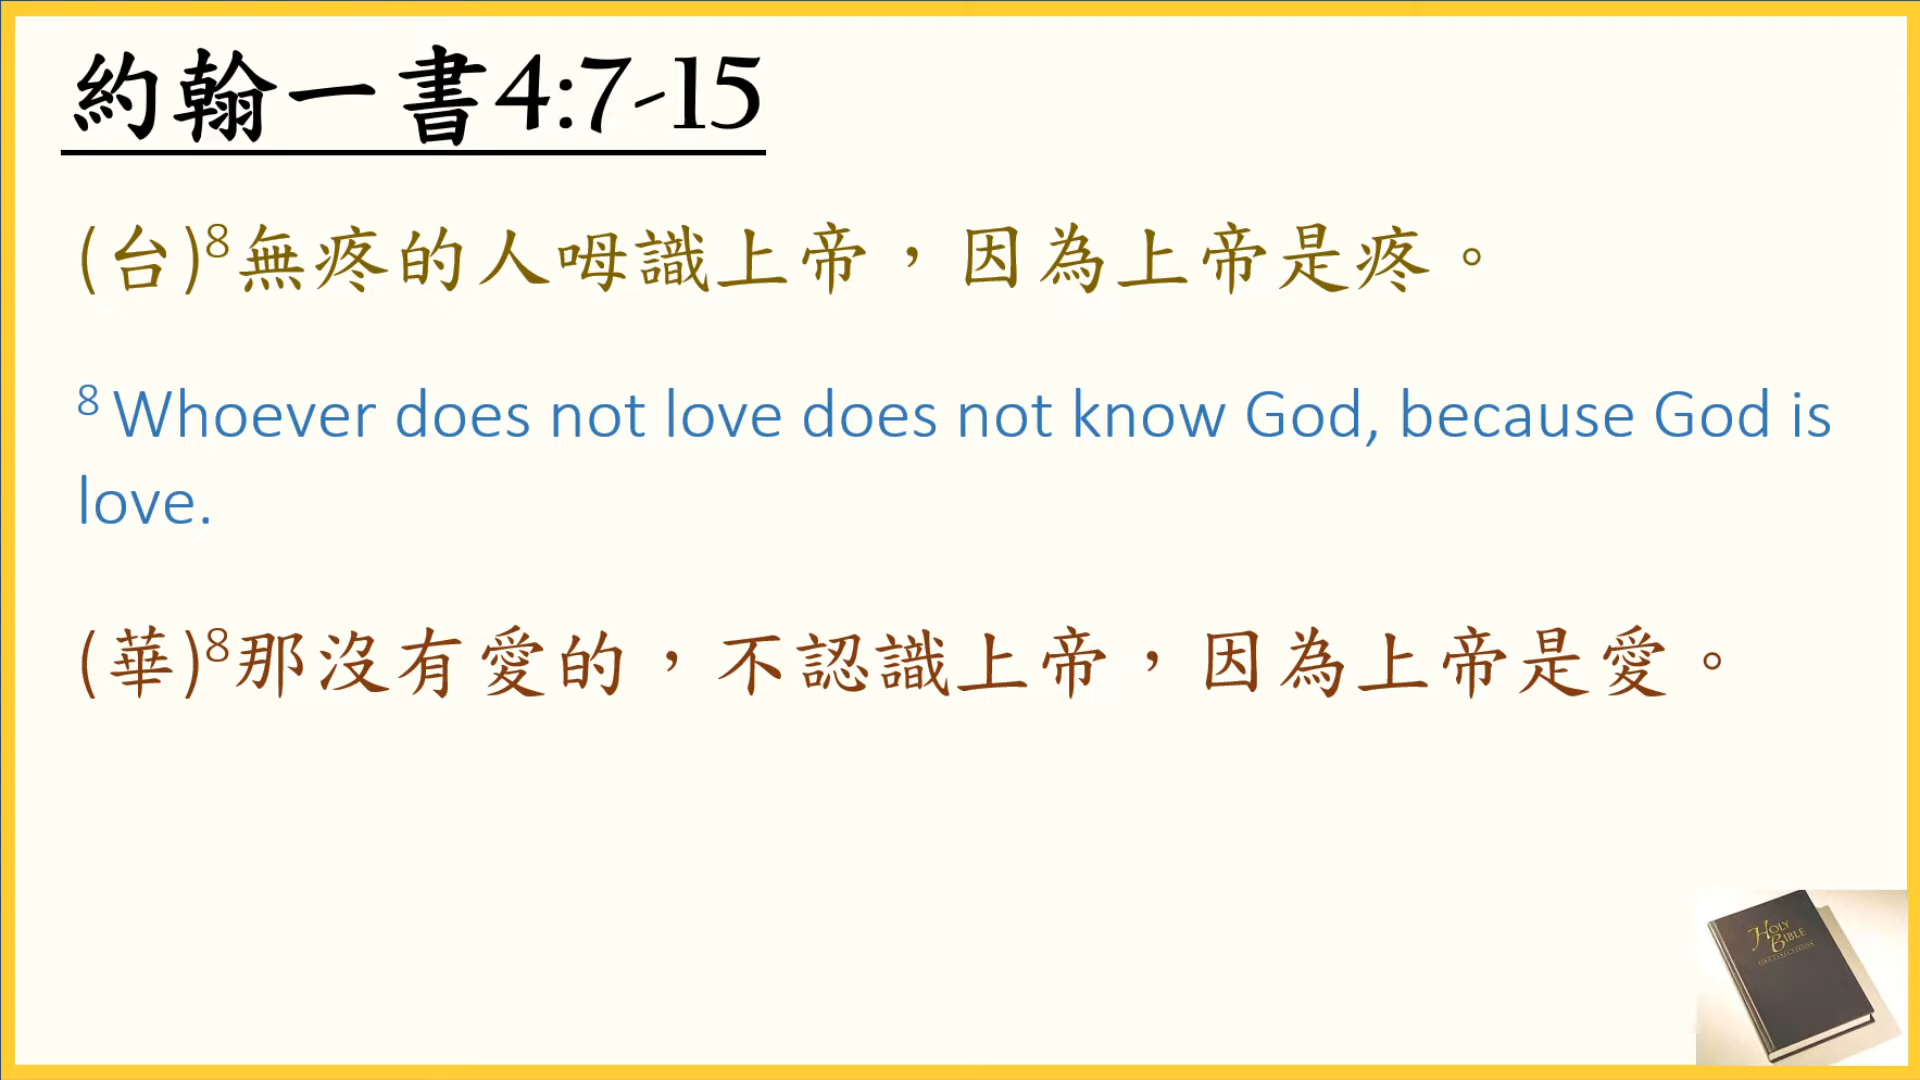 約翰一書4:7-15
(台)8無疼的人呣識上帝，因為上帝是疼。
8 Whoever does not love does not know God, because God is
love.
(華)8那沒有愛的，不認識上帝，因為上帝是愛。
HOLY
BIBLE